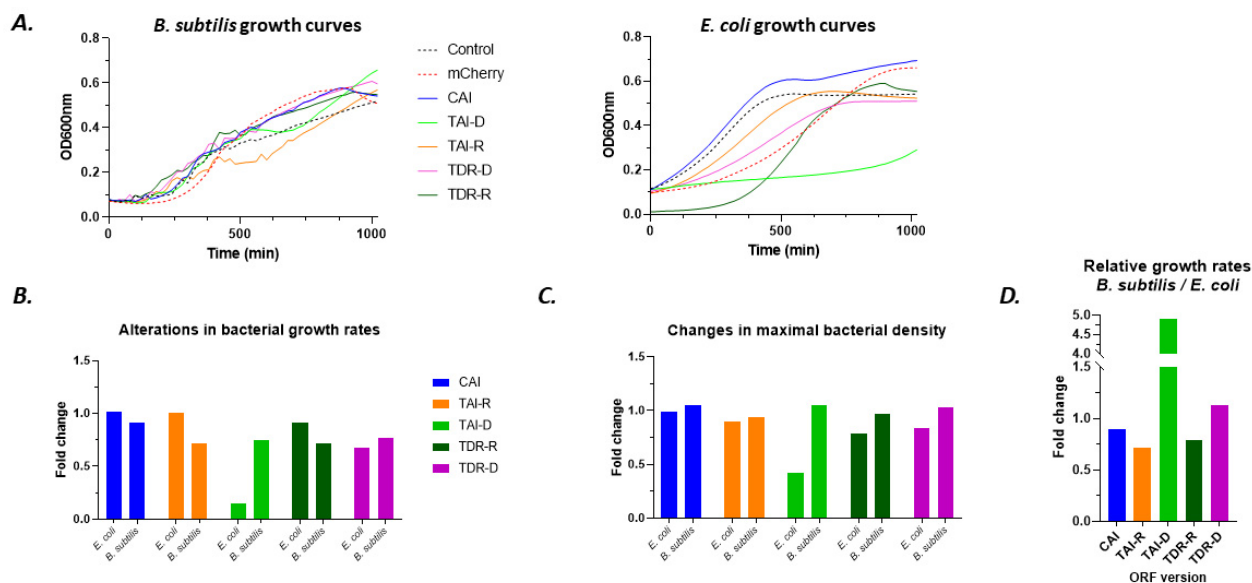 A.
B. subtilis growth curves
0.8
0.6
0.4
0.2
0.0
OD600nm
0
500
1000
Time (min)
Control
mCherry
CAI
TAI-D
TAI-R
TDR-D
TDR-R
E. coli growth curves
0.8
0.6
0.4
0.2
0.0
OD600nm
0
500
1000
Time (min)
B.
Alterations in bacterial growth rates
1.5
1.0
0.5
0.0
Fold change
E. coli
B. subtilis
E. coli
B. subtilis
E. coli
B. subtilis
E. coli
B. subtilis
E. coli
B. subtilis
CAI
TAI-R
TAI-D
TDR-R
TDR-D
C.
Changes in maximal bacterial density
1.5
1.0
0.5
0.0
Fold change
E. coli
B. subtilis
E. coli
B. subtilis
E. coli
B. subtilis
E. coli
B. subtilis
E. coli
B. subtilis
D.
Relative growth rates
B. subtilis / E. coli
5.0
4.5
4.0
1.5
1.0
0.5
0.0
Fold change
CAI
TAI-R
TAI-D
TDR-R
TDR-D
ORF version